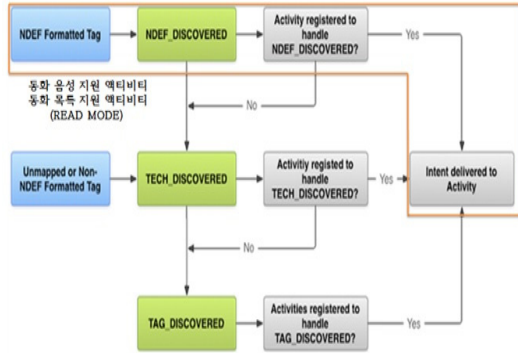 NDEF Formatted Tag
NDEF_DISCOVERED
Activity registered to
handle
NDEF_DISCOVERED?
Yes
동화 음성 지원 액티비티
동화 목록 지원 액티비티
(READ MODE)
No
Unmapped or Non-
NDEF Formatted Tag
TECH_DISCOVERED
Activitiy registed to
handle
TECH_DISCOVERED?
Yes
Intent delivered to
Activity
No
TAG_DISCOVERED
Activities registered to
handle
TAG_DISCOVERED?
Yes